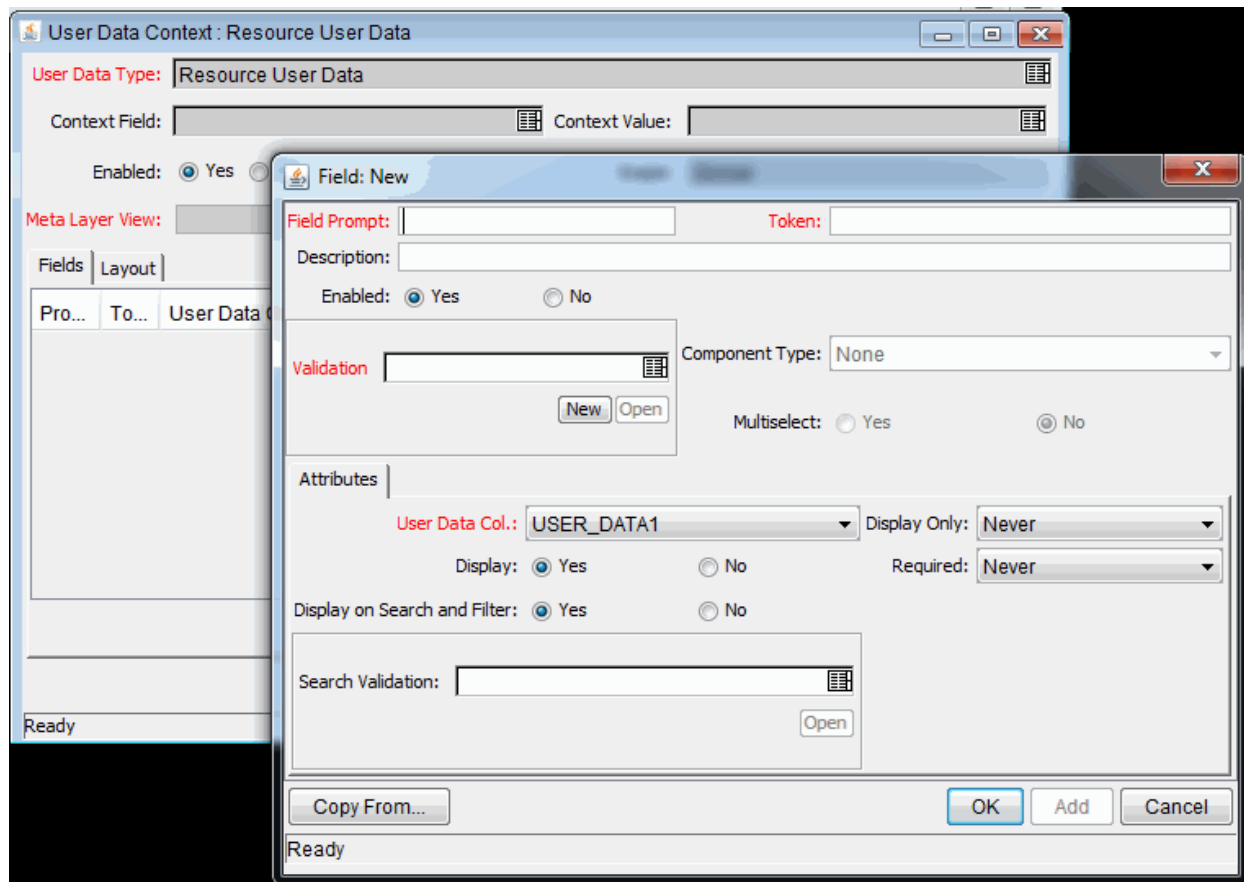 User Data Context : Resource User Data
User Data Type: Resource User Data
Context Field: Context Value:
Enabled: Yes
Meta Layer View:
Fields Layout
Pro... To... User Data
Ready
Field: New
Field Prompt: Token:
Description:
Enabled: Yes No
Validation
Component Type: None
New Open
Multiselect: Yes No
Attributes
User Data Col.: USER_DATA1 Display Only: Never
Display: Yes No Required: Never
Display on Search and Filter: Yes No
Search Validation:
Open
Copy From... OK Add Cancel
Ready